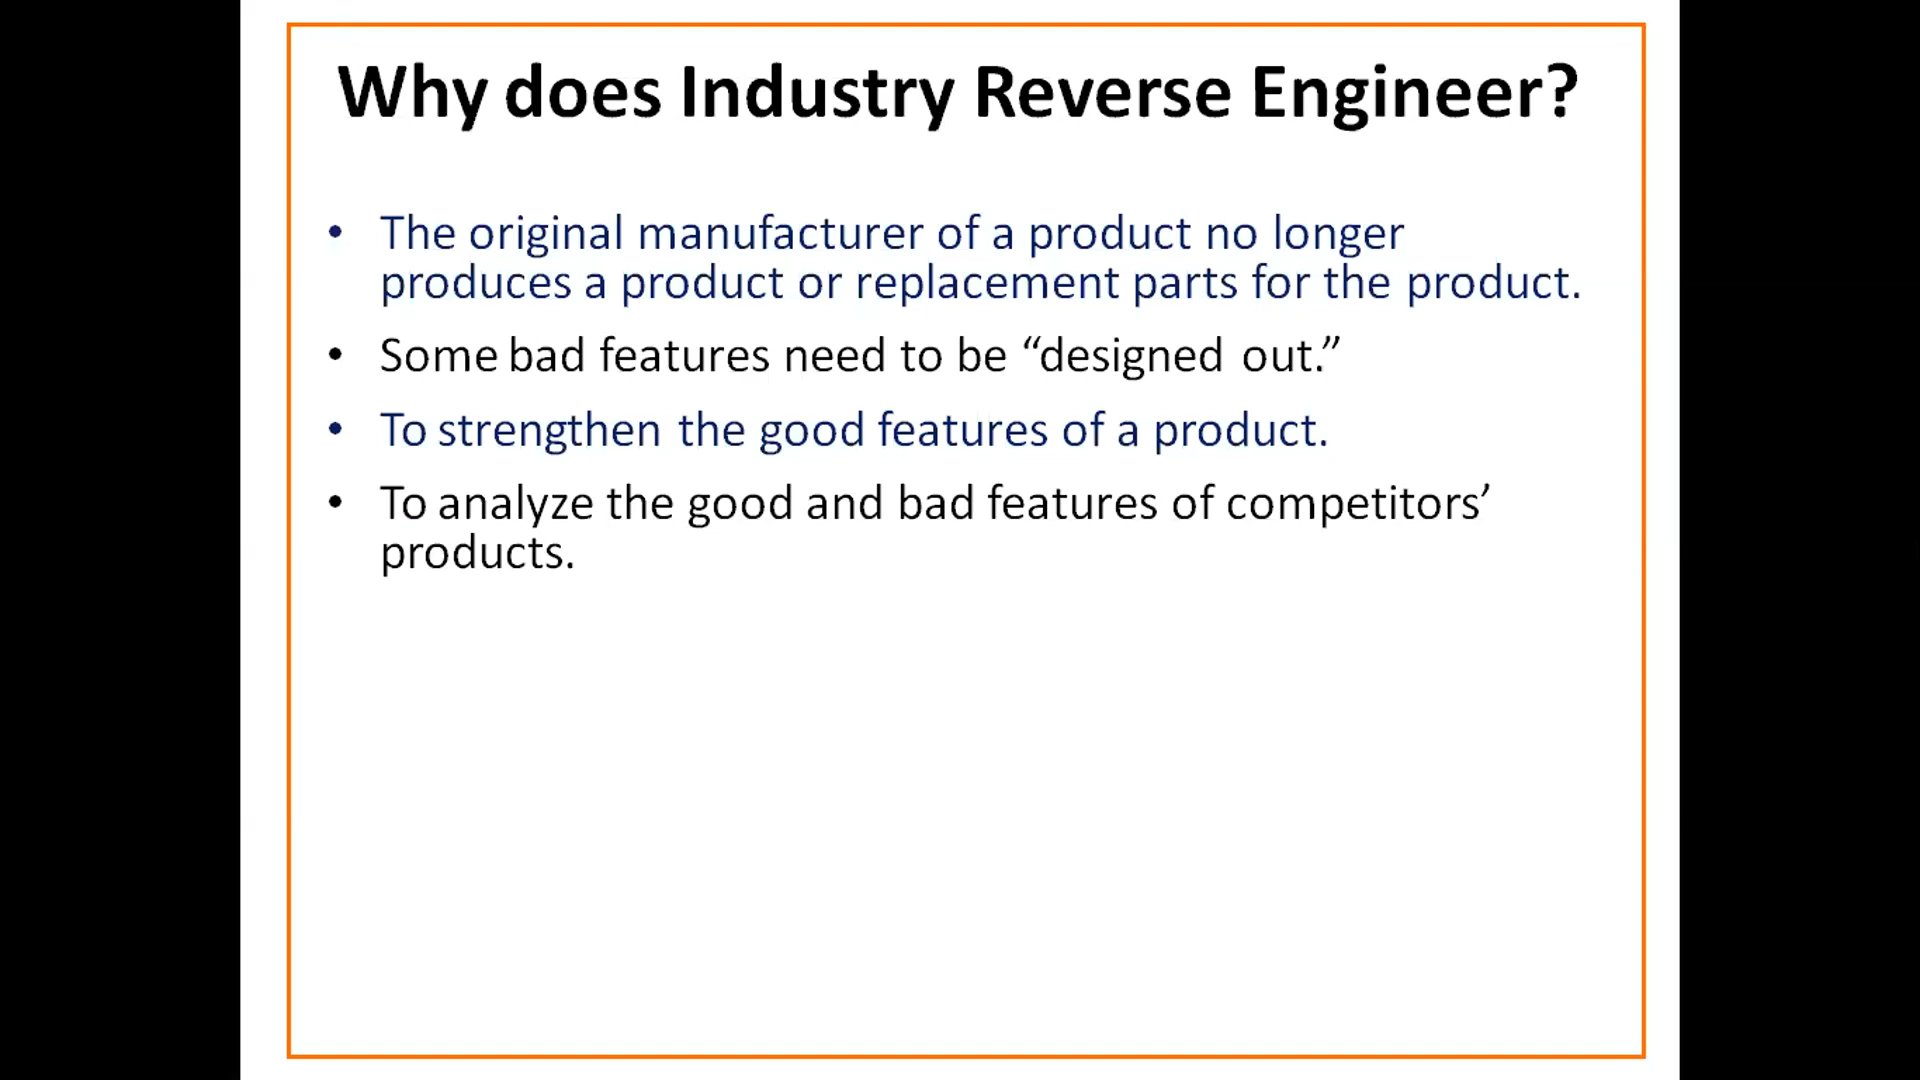 Why does Industry Reverse Engineer?
• The original manufacturer of a product no longer
produces a product or replacement parts for the product.
• Some bad features need to be “designed out.”
• To strengthen the good features of a product.
• To analyze the good and bad features of competitors’
products.